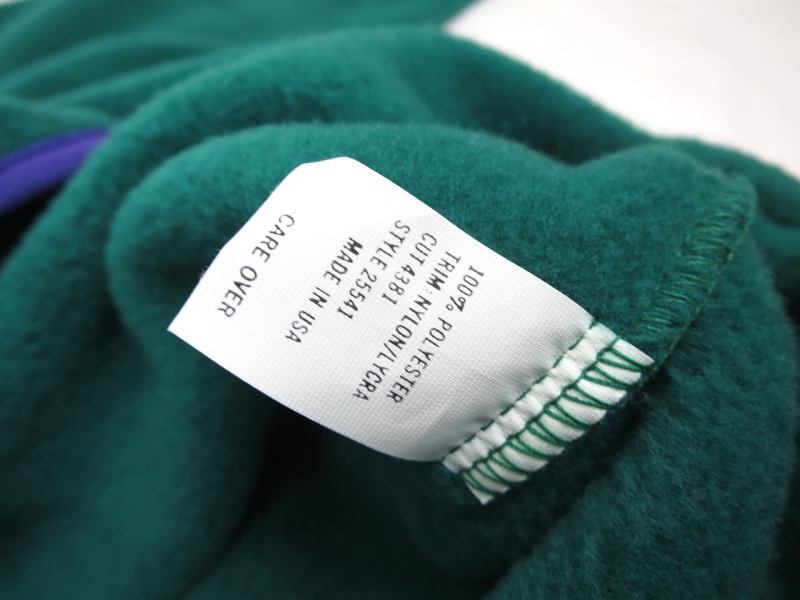 100% POLYESTER
TRIM: NYLON/LYCRA
CUT 4381
STYLE 25541
MADE IN USA
CARE OVER